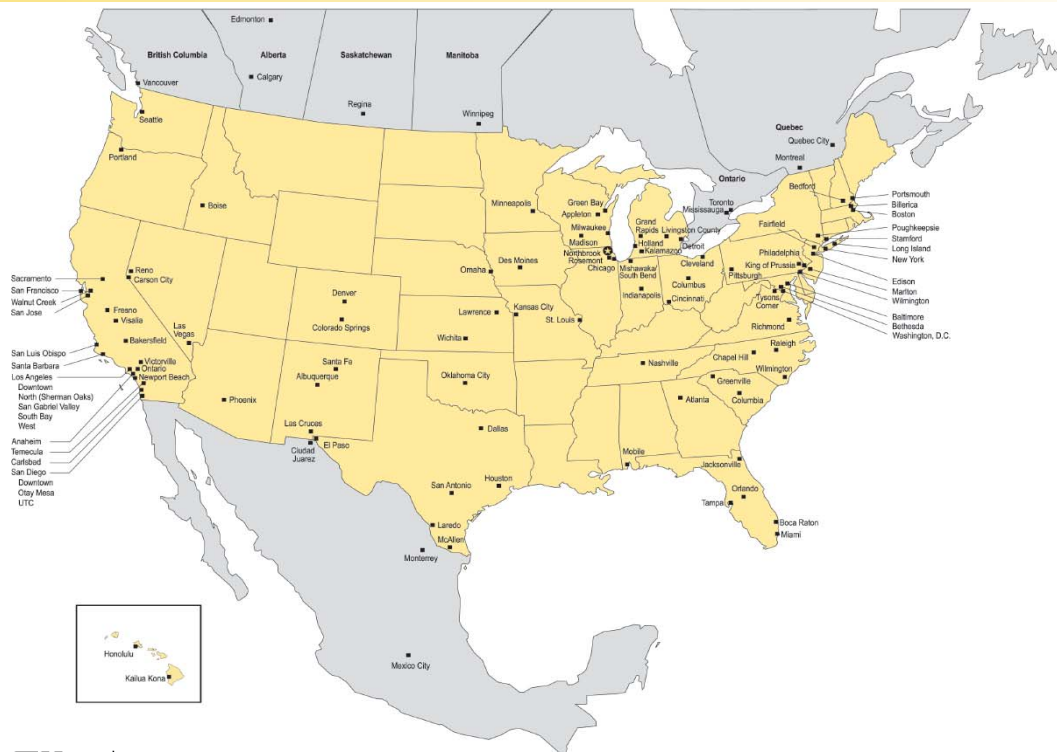 Edmonton
British Columbia
Alberta
Saskatchewan
Manitoba
Vancouver
Calgary
Regina
Winnipeg
Seattle
Portland
Boise
Quebec
Quebec City
Montreal
Ontario
Toronto
Mississauga
Bedford
Portsmouth
Billerica
Boston
Poughkeepsie
Stamford
Long Island
New York
Fairfield
Philadelphia
King of Prussia
Pittsburgh
Edison
Marlton
Wilmington
Tysons
Corner
Baltimore
Bethesda
Washington, D.C.
Minneapolis
Green Bay
Appleton
Milwaukee
Madison
Northbrook
Rosemont
Chicago
Grand
Rapids
Livingston County
Holland
Kalamazoo
Detroit
Mishawaka/
South Bend
Cleveland
Columbus
Indianapolis
Cincinnati
Des Moines
Omaha
Lawrence
Kansas City
St. Louis
Wichita
Denver
Colorado Springs
Reno
Carson City
Sacramento
San Francisco
Walnut Creek
San Jose
Fresno
Visalia
Bakersfield
Las
Vegas
San Luis Obispo
Santa Barbara
Victorville
Ontario
Newport Beach
Los Angeles
Downtown
North (Sherman Oaks)
San Gabriel Valley
South Bay
West
Anaheim
Temecula
Carlsbad
San Diego
Downtown
Otay Mesa
UTC
Phoenix
Santa Fe
Albuquerque
Las Cruces
El Paso
Ciudad
Juarez
Oklahoma City
Dallas
San Antonio
Houston
Laredo
McAllen
Monterrey
Mexico City
Nashville
Richmond
Raleigh
Chapel Hill
Wilmington
Greenville
Columbia
Atlanta
Mobile
Jacksonville
Orlando
Tampa
Boca Raton
Miami
Honolulu
Kailua Kona